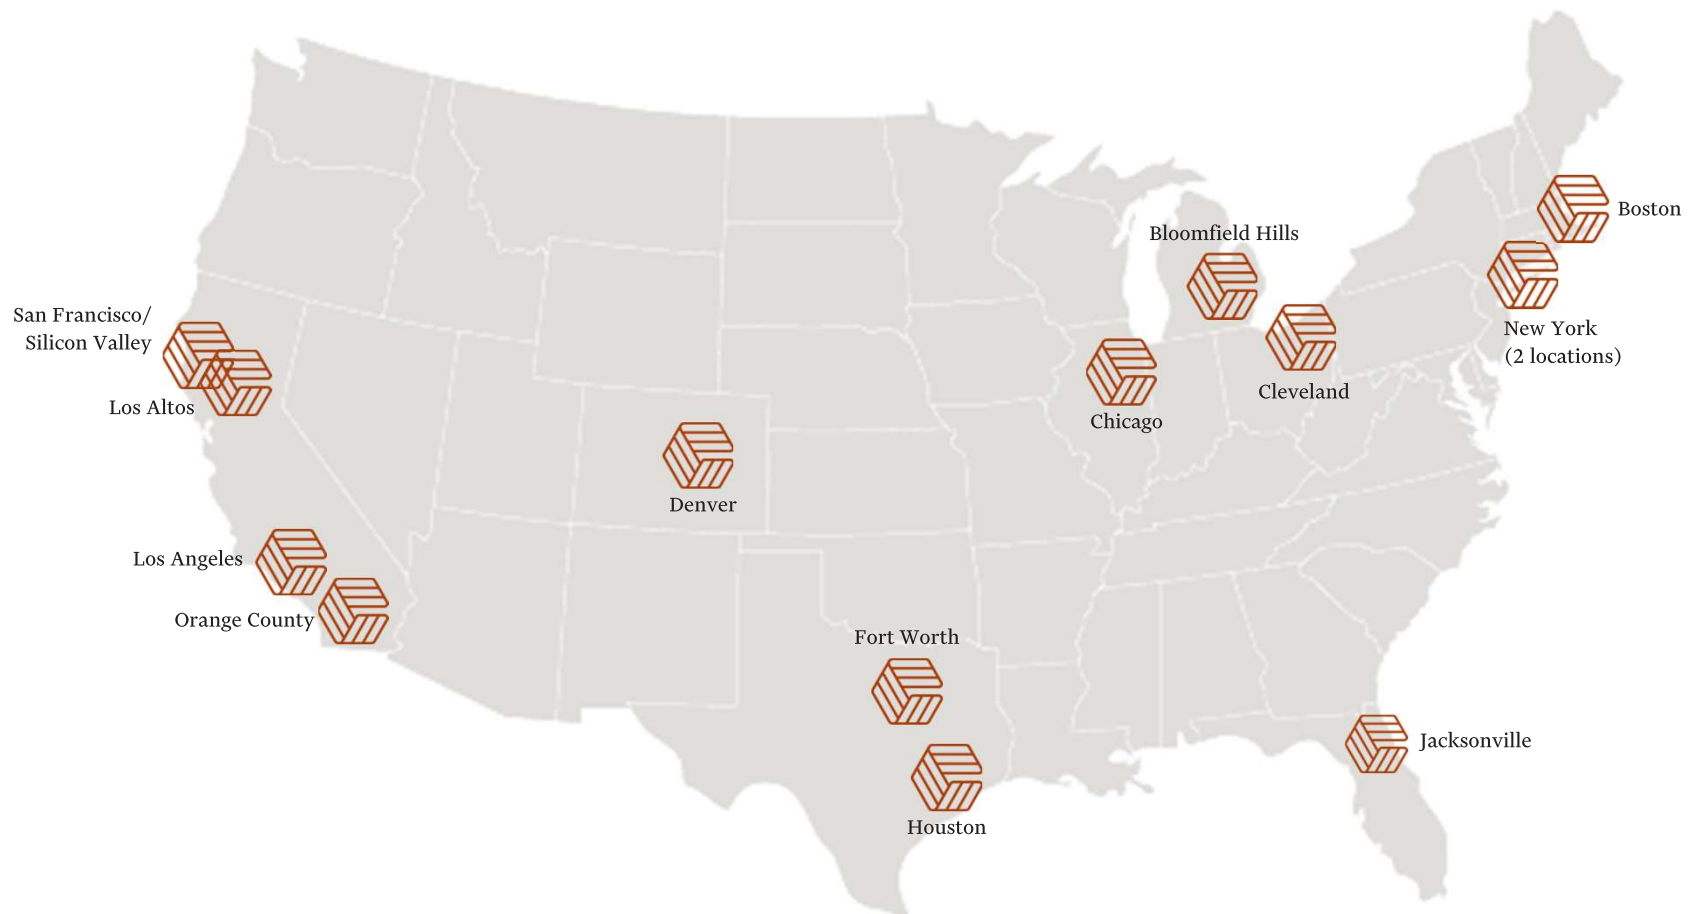 Boston
Bloomfield Hills
San Francisco/
Silicon Valley
New York
(2 locations)
Cleveland
Los Altos
Chicago
Denver
Los Angeles
Orange County
Fort Worth
Jacksonville
Houston